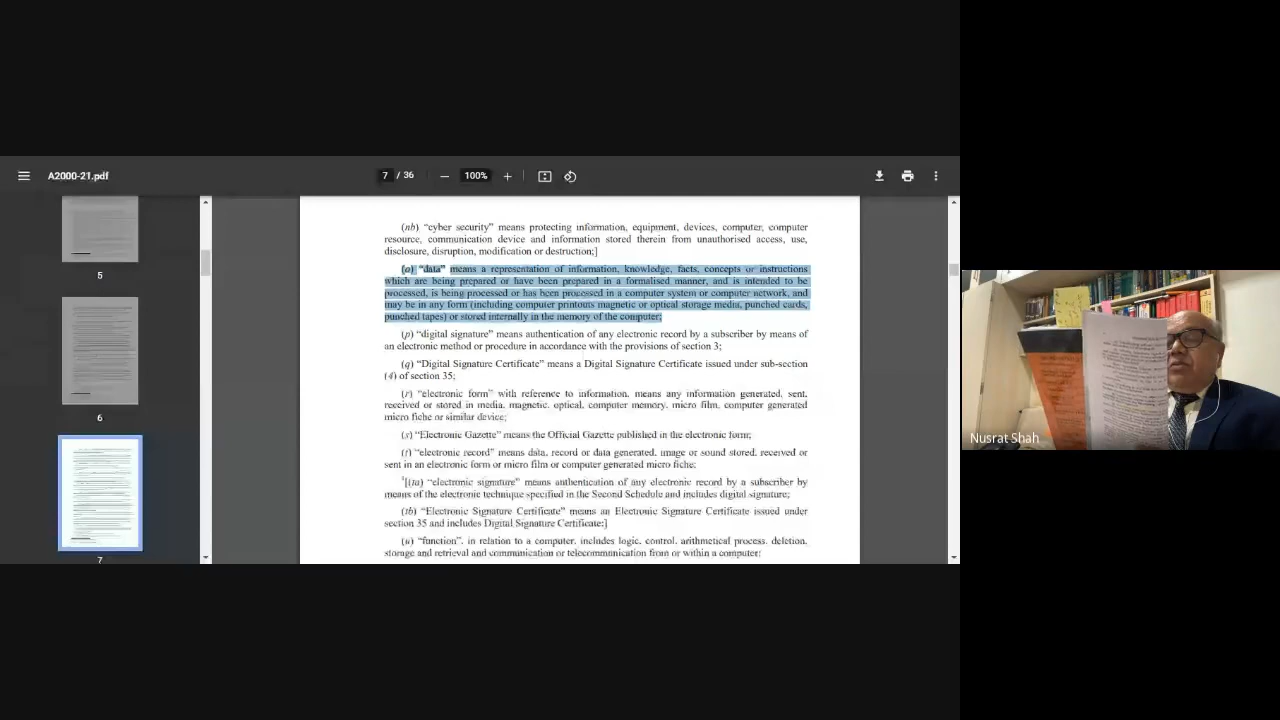 A2000-21.pdf
7 / 36
100%
5
6
7
(nb) “cyber security” means protecting information, equipment, devices, computer, computer
resource, communication device and information stored therein from unauthorised access, use,
disclosure, disruption, modification or destruction;]
(o) “data” means a representation of information, knowledge, facts, concepts or instructions
which are being prepared or have been prepared in a formalised manner, and is intended to be
processed, is being processed or has been processed in a computer system or computer network, and
may be in any form (including computer printouts magnetic or optical storage media, punched cards,
punched tapes) or stored internally in the memory of the computer;
(p) “digital signature” means authentication of any electronic record by a subscriber by means of
an electronic method or procedure in accordance with the provisions of section 3;
(q) “Digital Signature Certificate” means a Digital Signature Certificate issued under sub-section
(4) of section 35;
(r) “electronic form” with reference to information, means any information generated, sent,
received or stored in media, magnetic, optical, computer memory, micro film, computer generated
micro fiche or similar device;
(s) “Electronic Gazette” means the Official Gazette published in the electronic form;
(t) “electronic record” means data, record or data generated, image or sound stored, received or
sent in an electronic form or micro film or computer generated micro fiche;
[(ta) “electronic signature” means authentication of any electronic record by a subscriber by
means of the electronic technique specified in the Second Schedule and includes digital signature;
(tb) “Electronic Signature Certificate” means an Electronic Signature Certificate issued under
section 35 and includes Digital Signature Certificate;]
(u) “function”, in relation to a computer, includes logic, control, arithmetical process, deletion,
storage and retrieval and communication or telecommunication from or within a computer;
Nusrat Shah